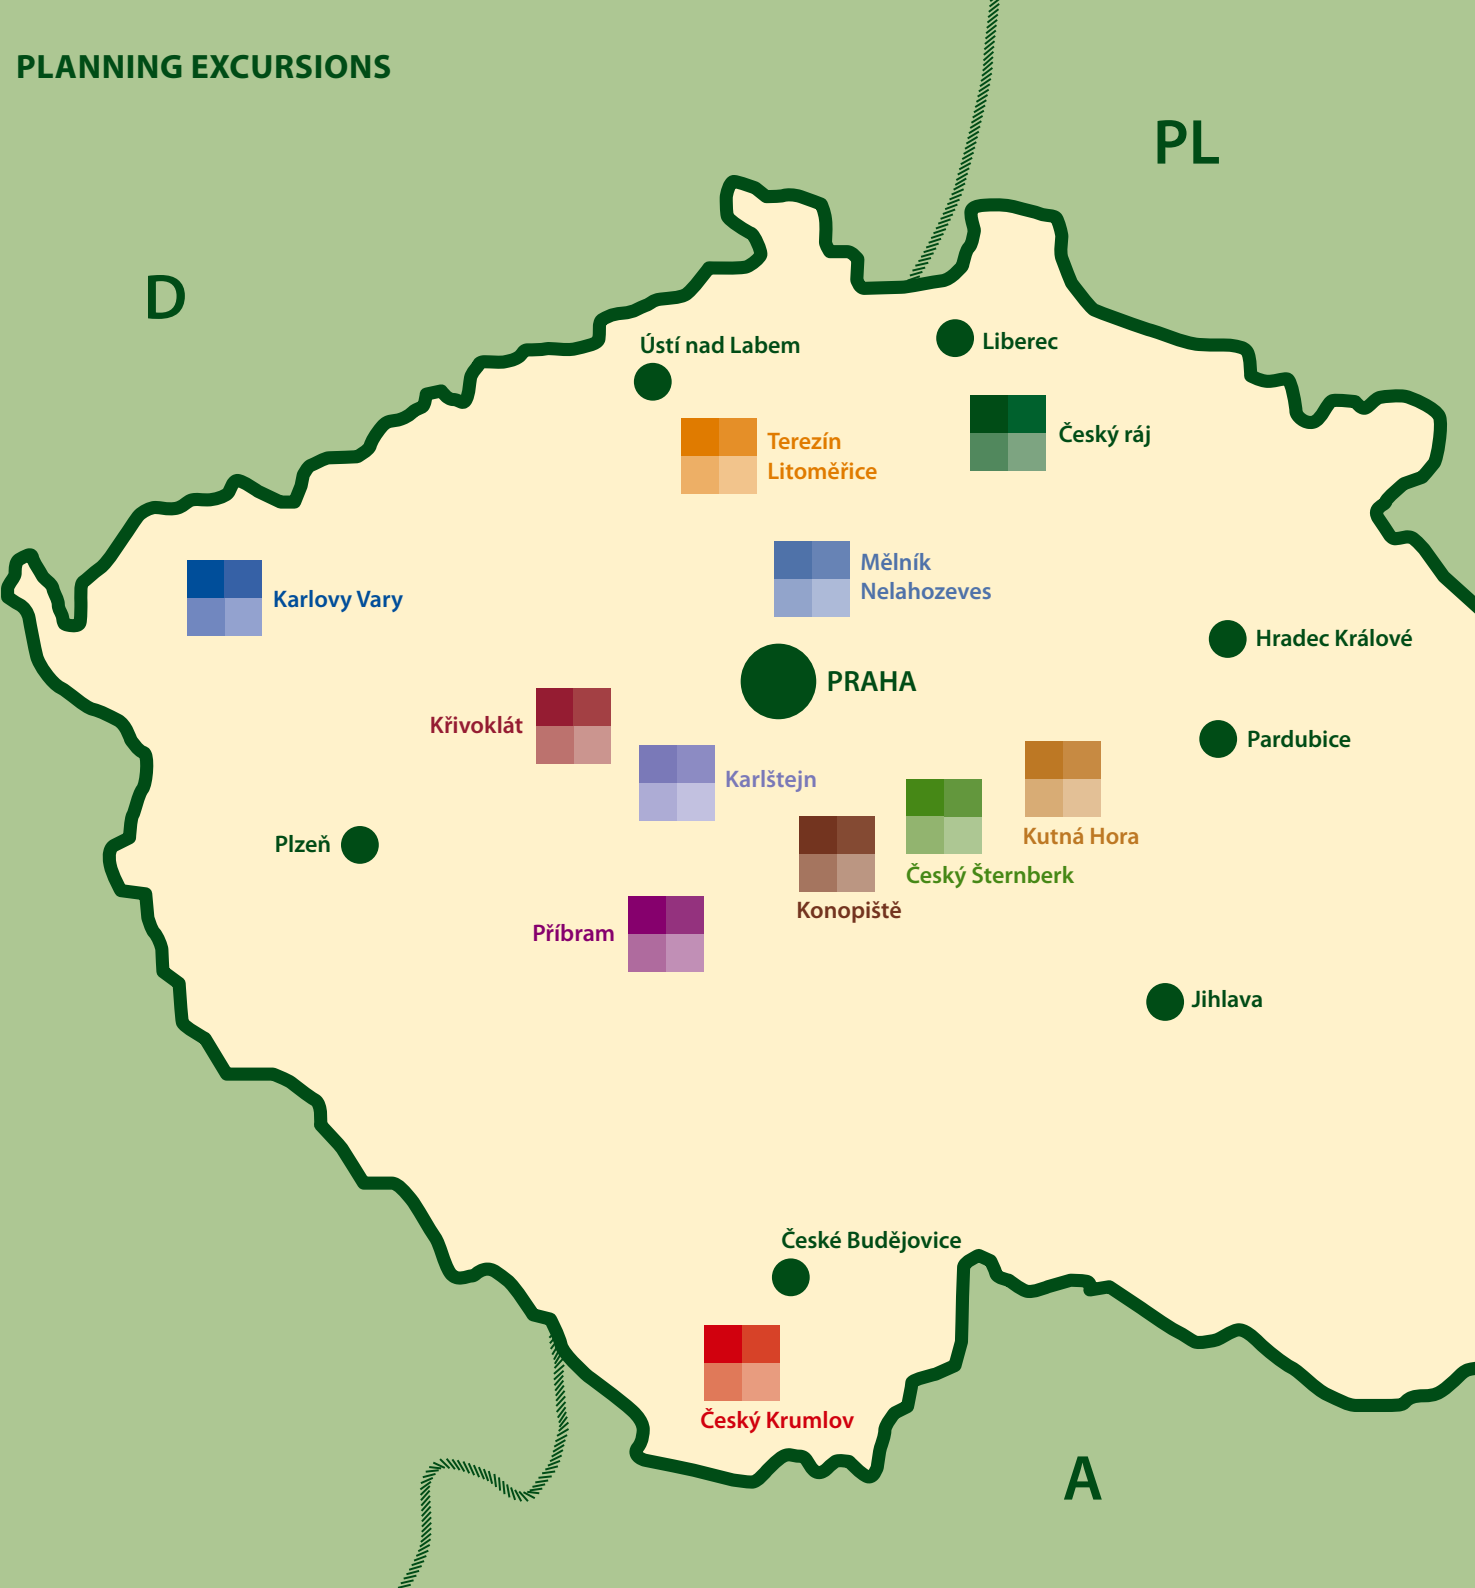 PLANNING EXCURSIONS
PL
D
Ústí nad Labem
Liberec
Český ráj
Terezín
Litoměřice
Mělník
Nelahozeves
Karlovy Vary
Hradec Králové
PRAHA
Křivoklát
Pardubice
Karlštejn
Kutná Hora
Plzeň
Český Šternberk
Konopiště
Příbram
Jihlava
České Budějovice
Český Krumlov
A